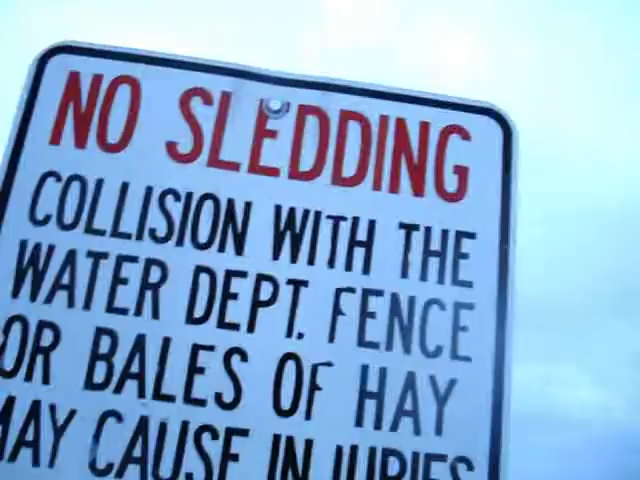 NO SLEDDING
COLLISION WITH THE
WATER DEPT. FENCE
OR BALES OF HAY
MAY CAUSE INJURIES